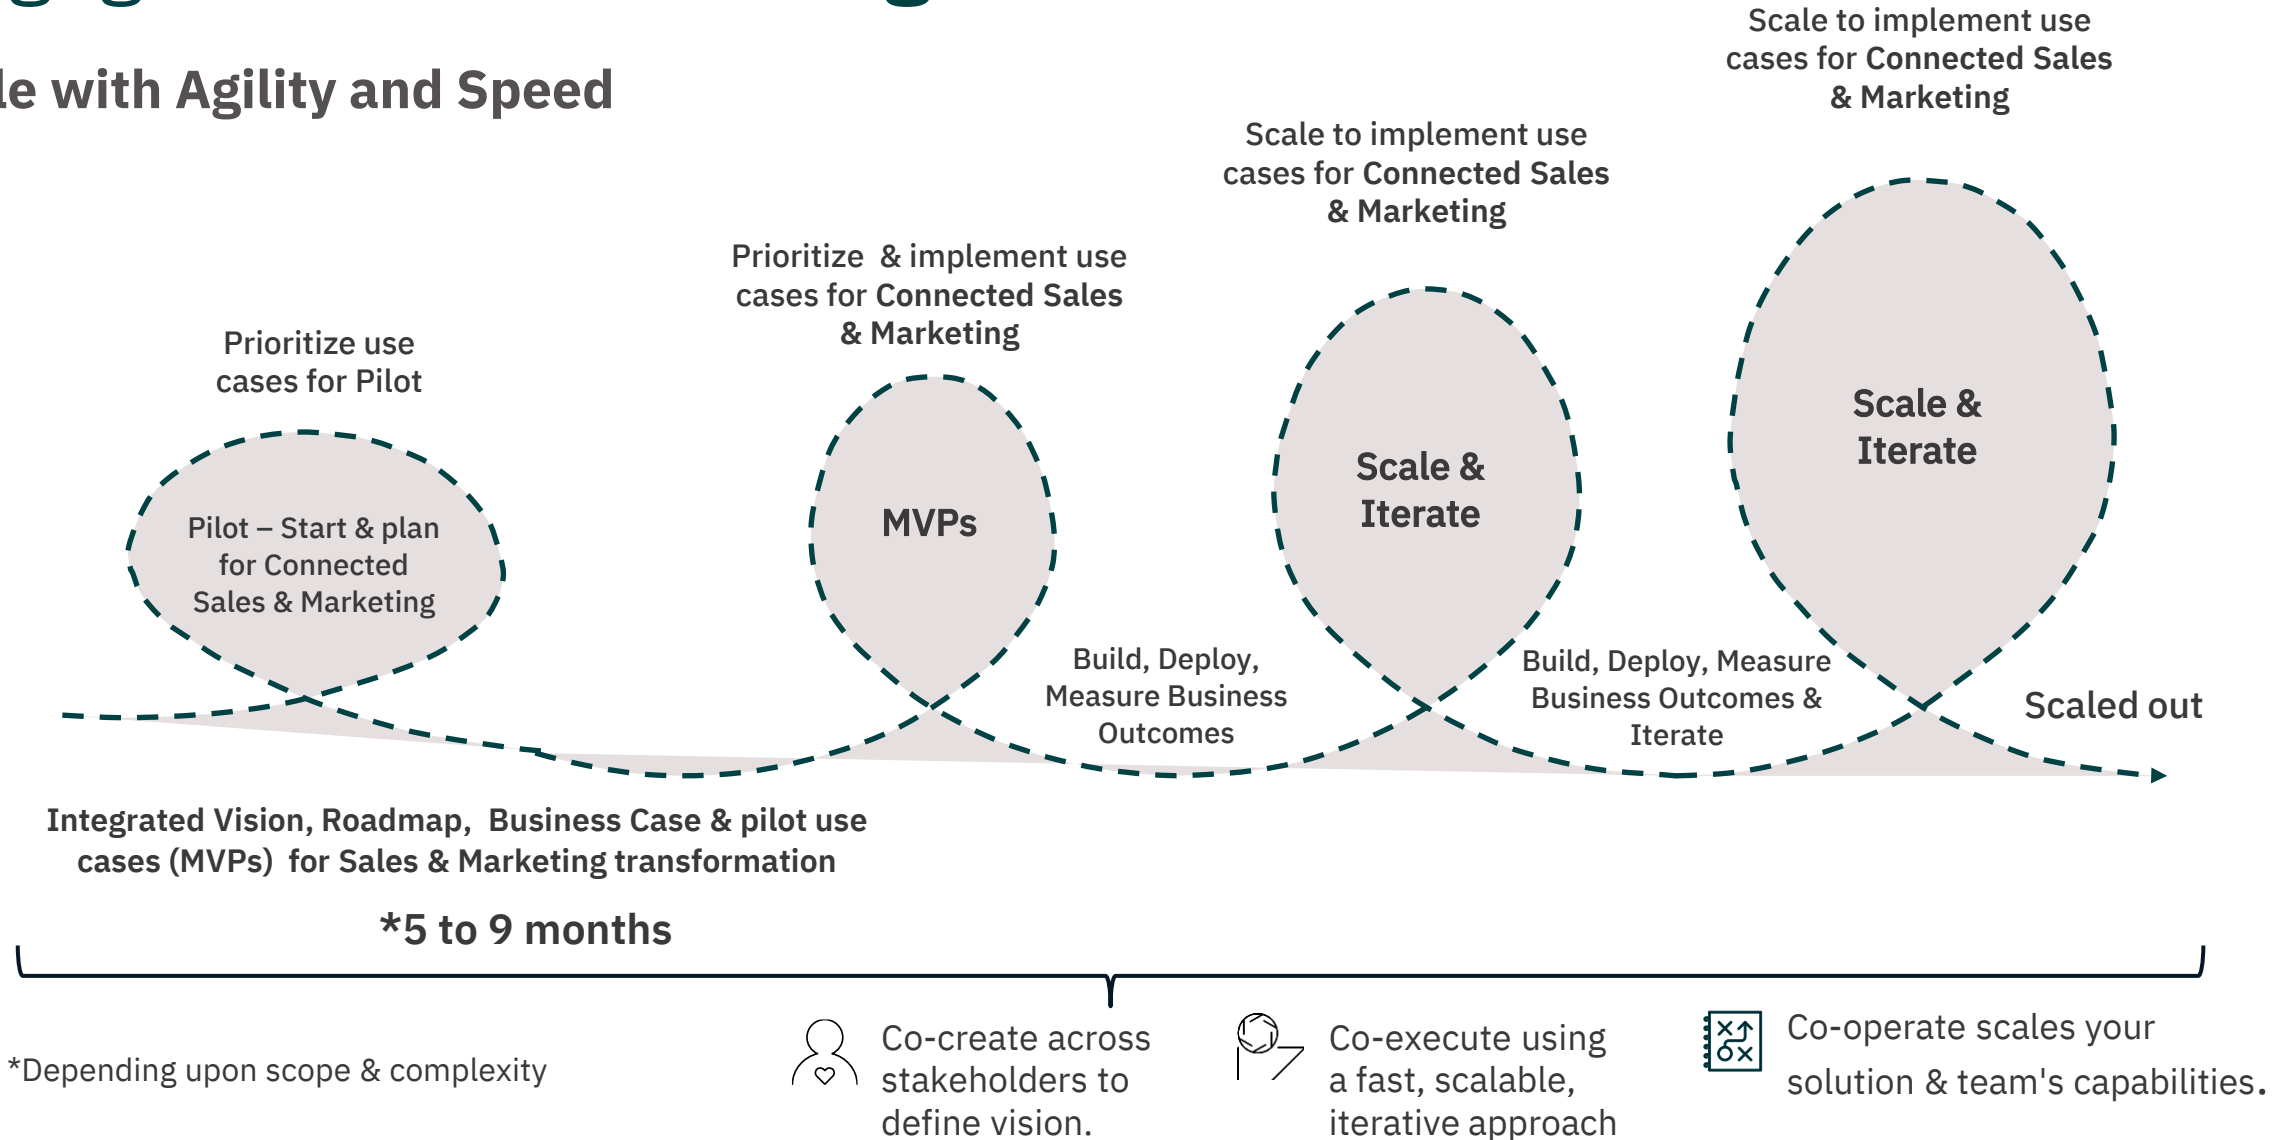 with Agility and Speed
Scale to implement use
cases for Connected Sales
& Marketing
Scale to implement use
cases for Connected Sales
& Marketing
Prioritize & implement use
cases for Connected Sales
& Marketing
Prioritize use
cases for Pilot
Pilot – Start & plan
for Connected
Sales & Marketing
MVPs
Scale &
Iterate
Scale &
Iterate
Build, Deploy,
Measure Business
Outcomes
Build, Deploy, Measure
Business Outcomes &
Iterate
Scaled out
Integrated Vision, Roadmap, Business Case & pilot use
cases (MVPs) for Sales & Marketing transformation
*5 to 9 months
*Depending upon scope & complexity
Co-create across
stakeholders to
define vision.
Co-execute using
a fast, scalable,
iterative approach
Co-operate scales your
solution & team's capabilities.